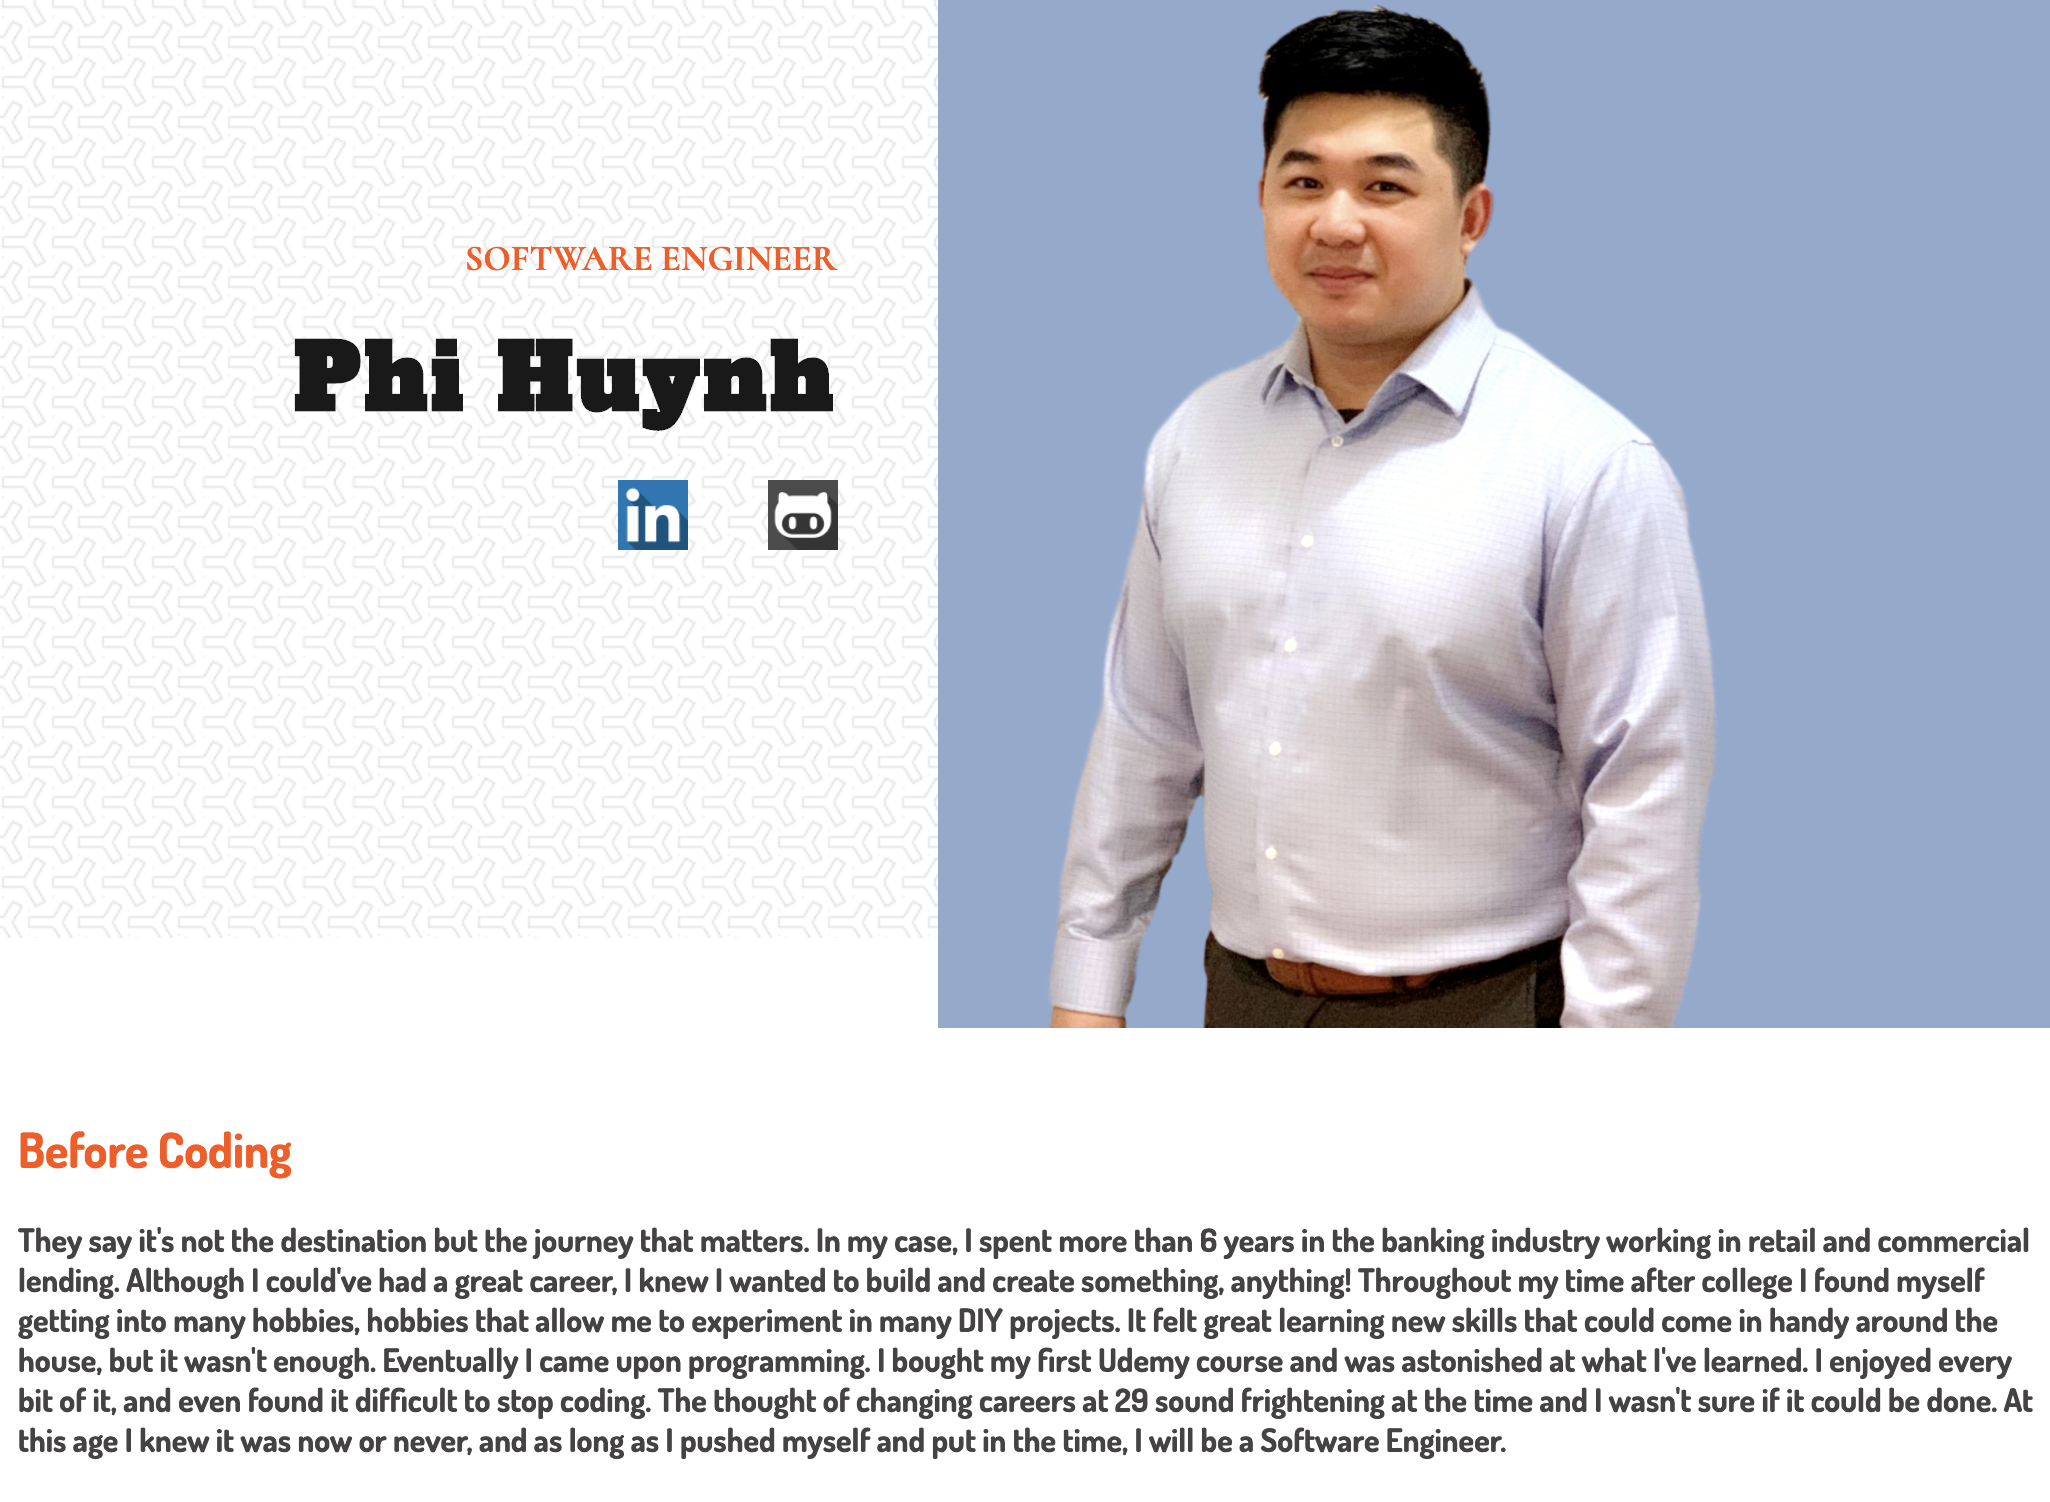 SOFTWARE ENGINEER
Phi Huynh
in
Before Coding
They say it's not the destination but the journey that matters. In my case, I spent more than 6 years in the banking industry working in retail and commercial
lending. Although I could've had a great career, I knew I wanted to build and create something, anything! Throughout my time after college I found myself
getting into many hobbies, hobbies that allow me to experiment in many DIY projects. It felt great learning new skills that could come in handy around the
house, but it wasn't enough. Eventually I came upon programming. I bought my first Udemy course and was astonished at what I've learned. I enjoyed every
bit of it, and even found it difficult to stop coding. The thought of changing careers at 29 sound frightening at the time and I wasn't sure if it could be done. At
this age I knew it was now or never, and as long as I pushed myself and put in the time, I will be a Software Engineer.